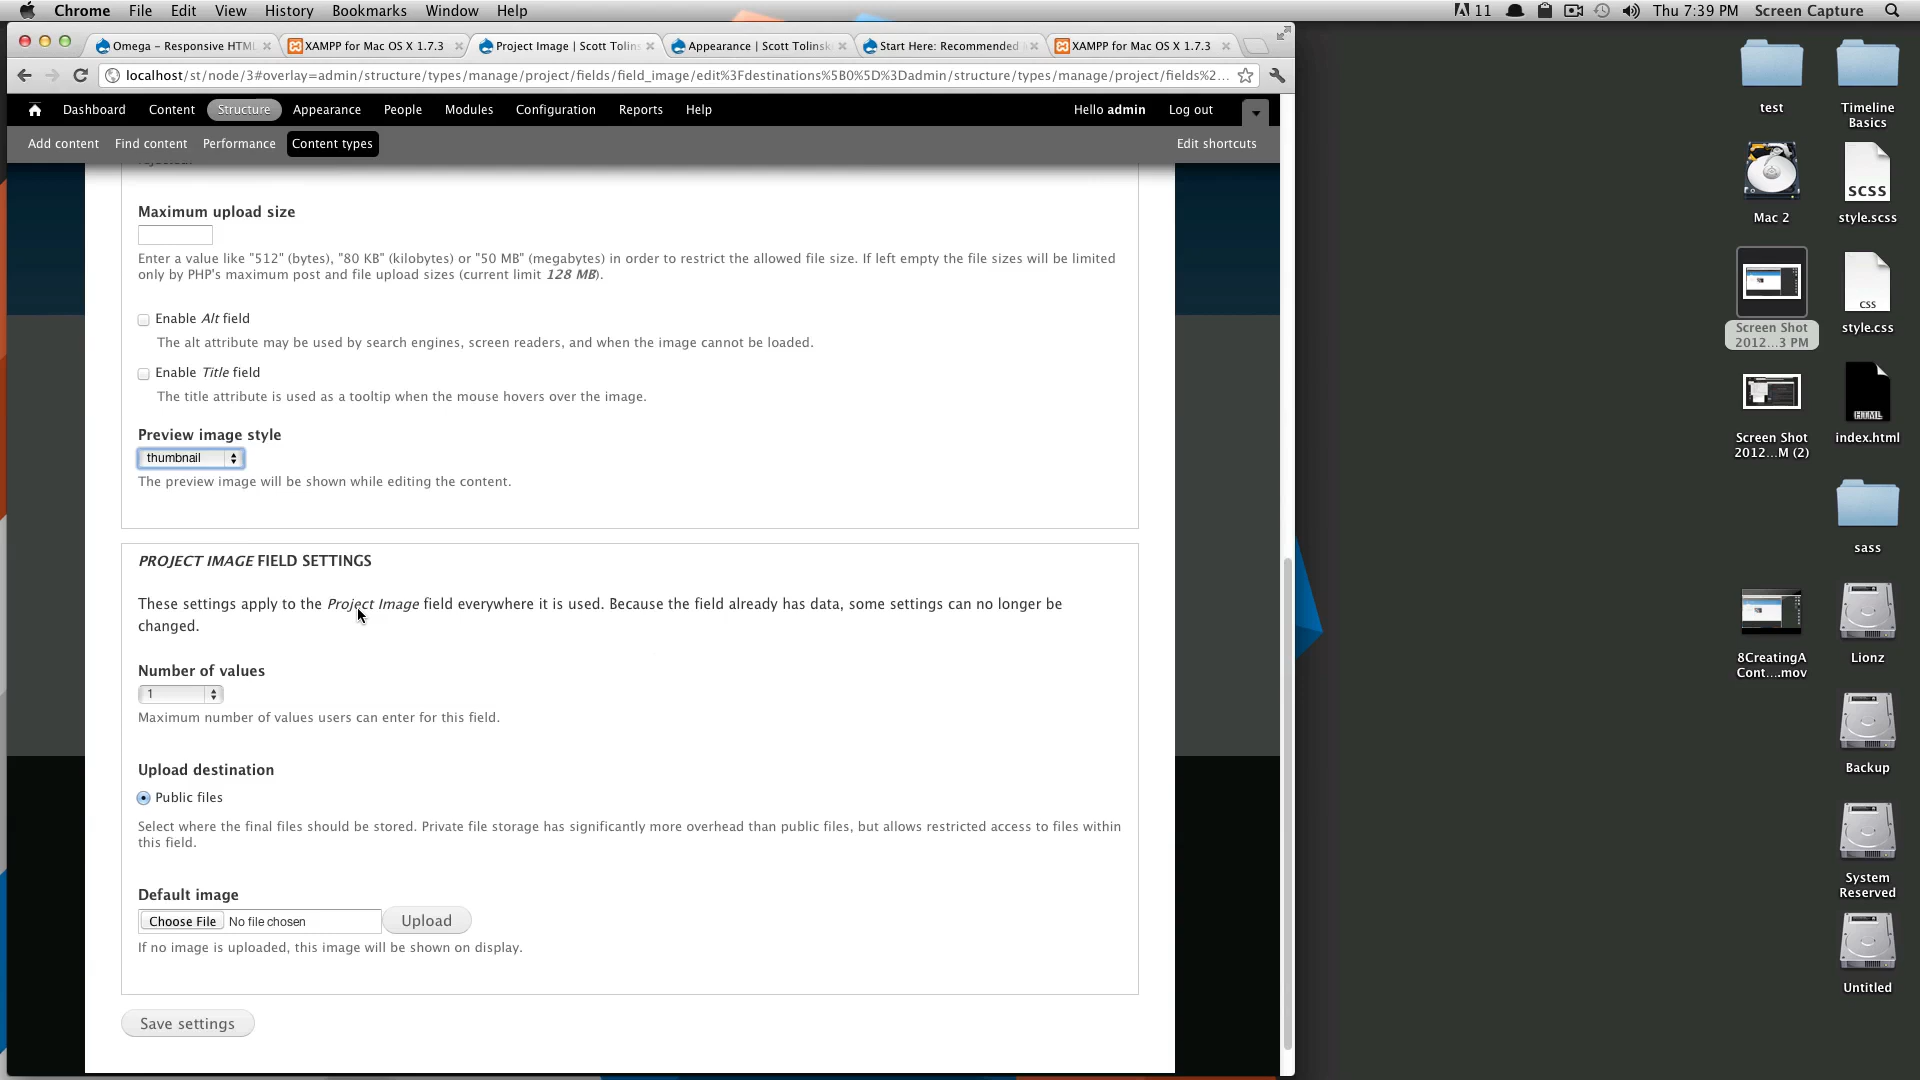 Chrome File Edit View History Bookmarks Window Help
11 Thu 7:39 PM Screen Capture
Omega - Responsive HTML
XAMPP for Mac OS X 1.7.3
Project Image | Scott Tolins
Appearance | Scott Tolinsk
Start Here: Recommended
XAMPP for Mac OS X 1.7.3
localhost/st/node/3#overlay=admin/structure/types/manage/project/fields/field_image/edit%3Fdestinations%5B0%5D%3Dadmin/structure/types/manage/project/fields%2...
Dashboard Content Structure Appearance People Modules Configuration Reports Help Hello admin Log out
Add content Find content Performance Content types Edit shortcuts
Maximum upload size
Enter a value like "512" (bytes), "80 KB" (kilobytes) or "50 MB" (megabytes) in order to restrict the allowed file size. If left empty the file sizes will be limited
only by PHP's maximum post and file upload sizes (current limit 128 MB).
Enable Alt field
The alt attribute may be used by search engines, screen readers, and when the image cannot be loaded.
Enable Title field
The title attribute is used as a tooltip when the mouse hovers over the image.
Preview image style
thumbnail
The preview image will be shown while editing the content.
PROJECT IMAGE FIELD SETTINGS
These settings apply to the Project Image field everywhere it is used. Because the field already has data, some settings can no longer be
changed.
Number of values
1
Maximum number of values users can enter for this field.
Upload destination
Public files
Select where the final files should be stored. Private file storage has significantly more overhead than public files, but allows restricted access to files within
this field.
Default image
Choose File No file chosen Upload
If no image is uploaded, this image will be shown on display.
Save settings
test
Timeline
Basics
Mac 2
SCSS
style.scss
Screen Shot
2012...3 PM
css
style.css
Screen Shot
2012...M (2)
HTML
index.html
sass
8CreatingA
Cont....mov
Lionz
Backup
System
Reserved
Untitled